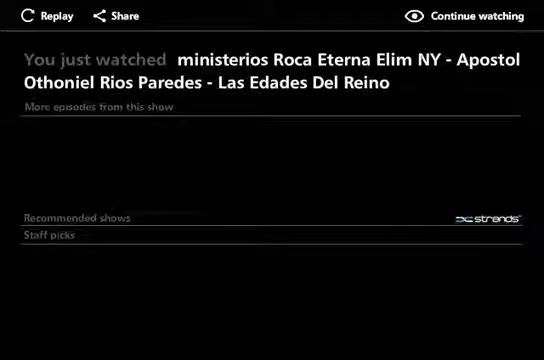 Replay Share Continue watching
You just watched ministerios Roca Eterna Elim NY - Apostol
Othoniel Rios Paredes - Las Edades Del Reino
More episodes from this show
Recommended shows strands
Staff picks